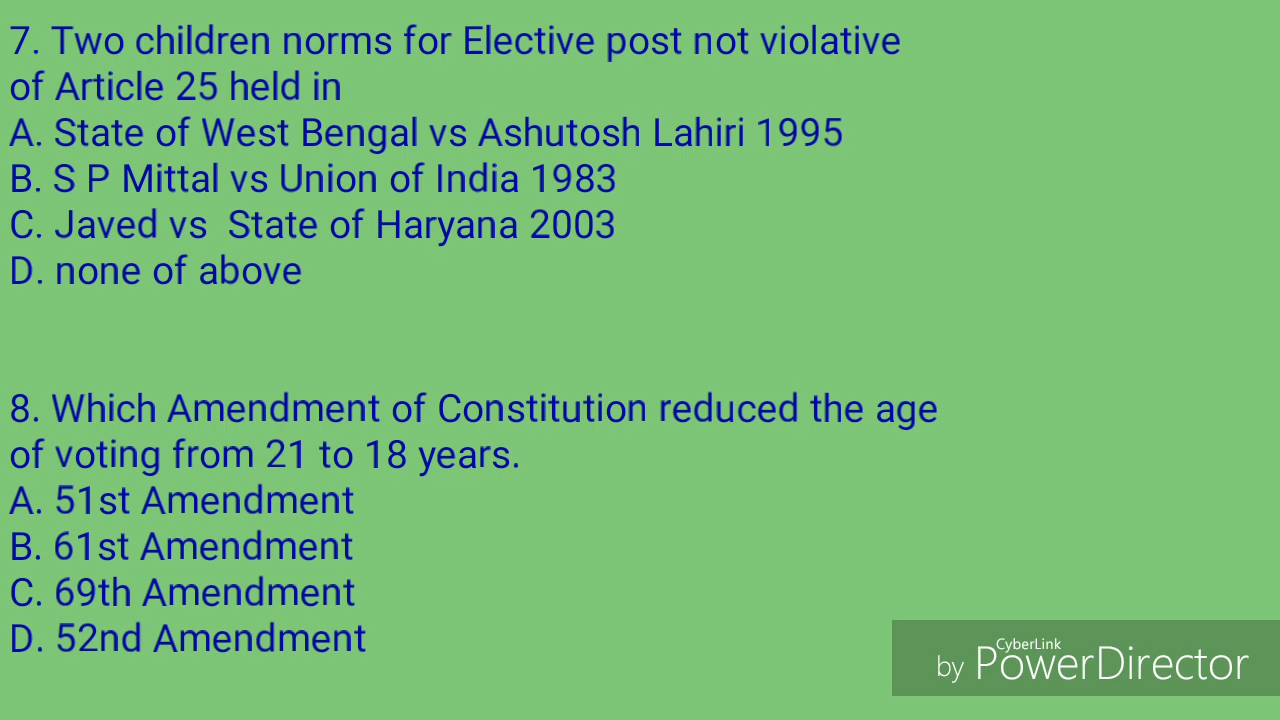 7. Two children norms for Elective post not violative
of Article 25 held in
A. State of West Bengal vs Ashutosh Lahiri 1995
B. S P Mittal vs Union of India 1983
C. Javed vs  State of Haryana 2003
D. none of above
8. Which Amendment of Constitution reduced the age
of voting from 21 to 18 years.
A. 51st Amendment
B. 61st Amendment
C. 69th Amendment
D. 52nd Amendment
CyberLink
by PowerDirector